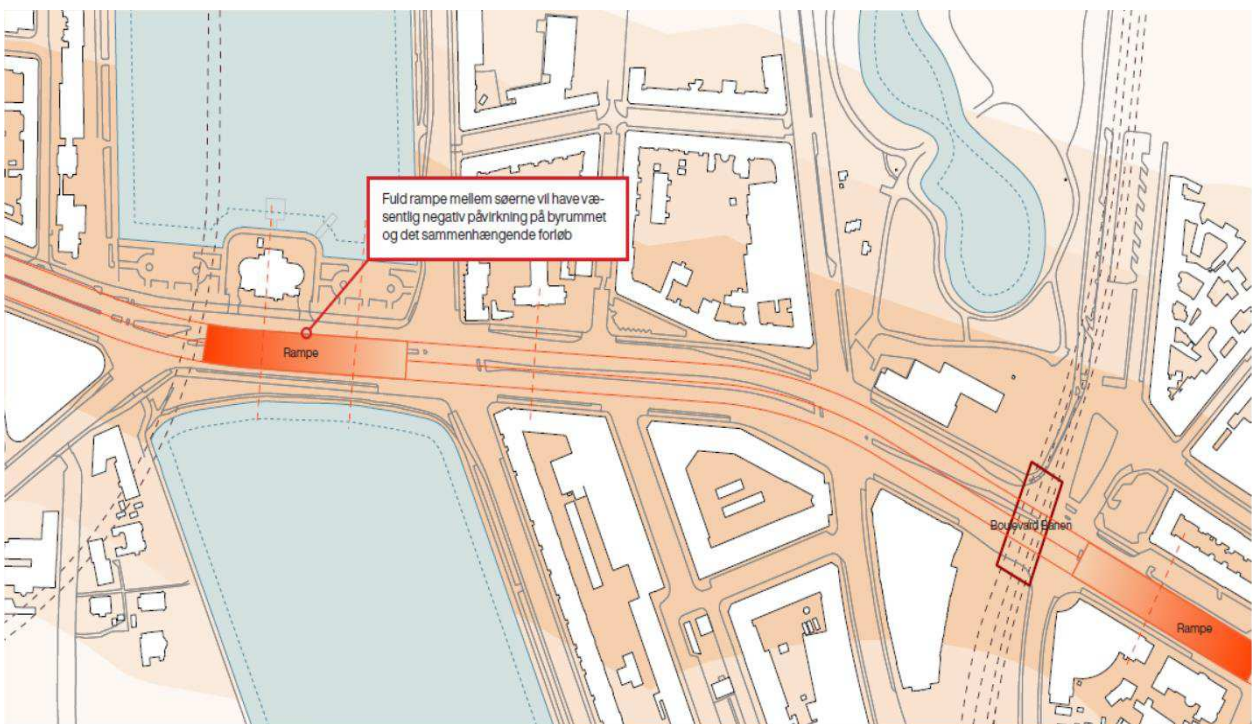 Fuld rampe mellem søerne vil have væ-
sentlig negativ påvirkning på byrummet
og det sammenhængende forløb
Rampe
Boulevard Banen
Rampe